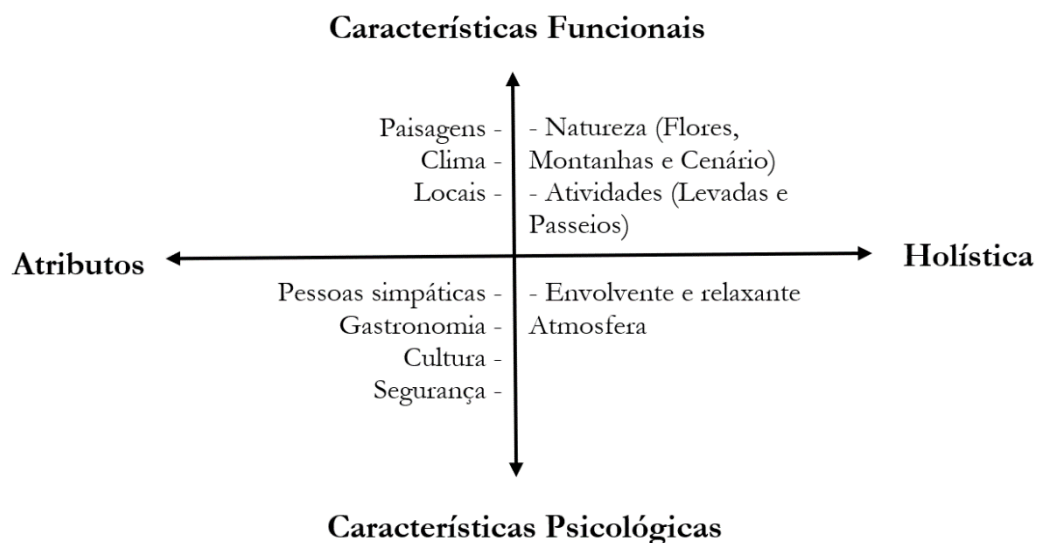 Características Funcionais
Paisagens -
Clima -
Locais -
- Natureza (Flores,
Montanhas e Cenário)
- Atividades (Levadas e
Passeios)
Atributos
Holística
Pessoas simpáticas -
Gastronomia -
Cultura -
Segurança -
- Envolvente e relaxante
Atmosfera
Características Psicológicas